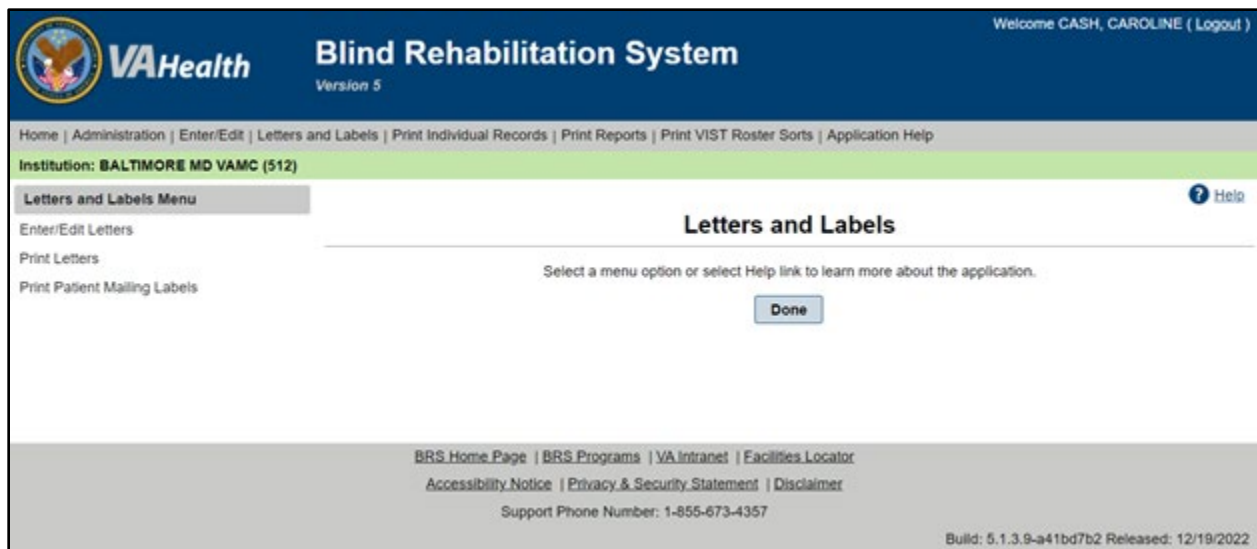 Welcome CASH, CAROLINE ( Logout )
VAHealth
Blind Rehabilitation System
Version 5
Home | Administration | Enter/Edit | Letters and Labels | Print Individual Records | Print Reports | Print VIST Roster Sorts | Application Help
Institution: BALTIMORE MD VAMC (512)
Letters and Labels Menu
Enter/Edit Letters
Print Letters
Print Patient Mailing Labels
? Help
Letters and Labels
Select a menu option or select Help link to learn more about the application.
Done
BRS Home Page | BRS Programs | VA Intranet | Facilities Locator
Accessibility Notice | Privacy & Security Statement | Disclaimer
Support Phone Number: 1-855-673-4357
Build: 5.1.3.9-a41bd7b2 Released: 12/19/2022